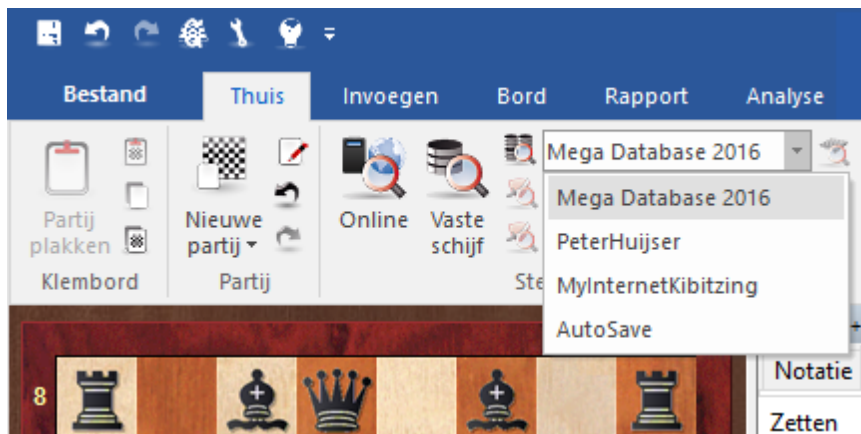 Bestand Thuis Invoegen Bord Rapport Analyse
Mega Database 2016
Partij plakken
Nieuwe partij
Online
Vaste schijf
Mega Database 2016
PeterHuijser
MyInternetKibitzing
AutoSave
Klembord Partij
Notatie
8
Zetten